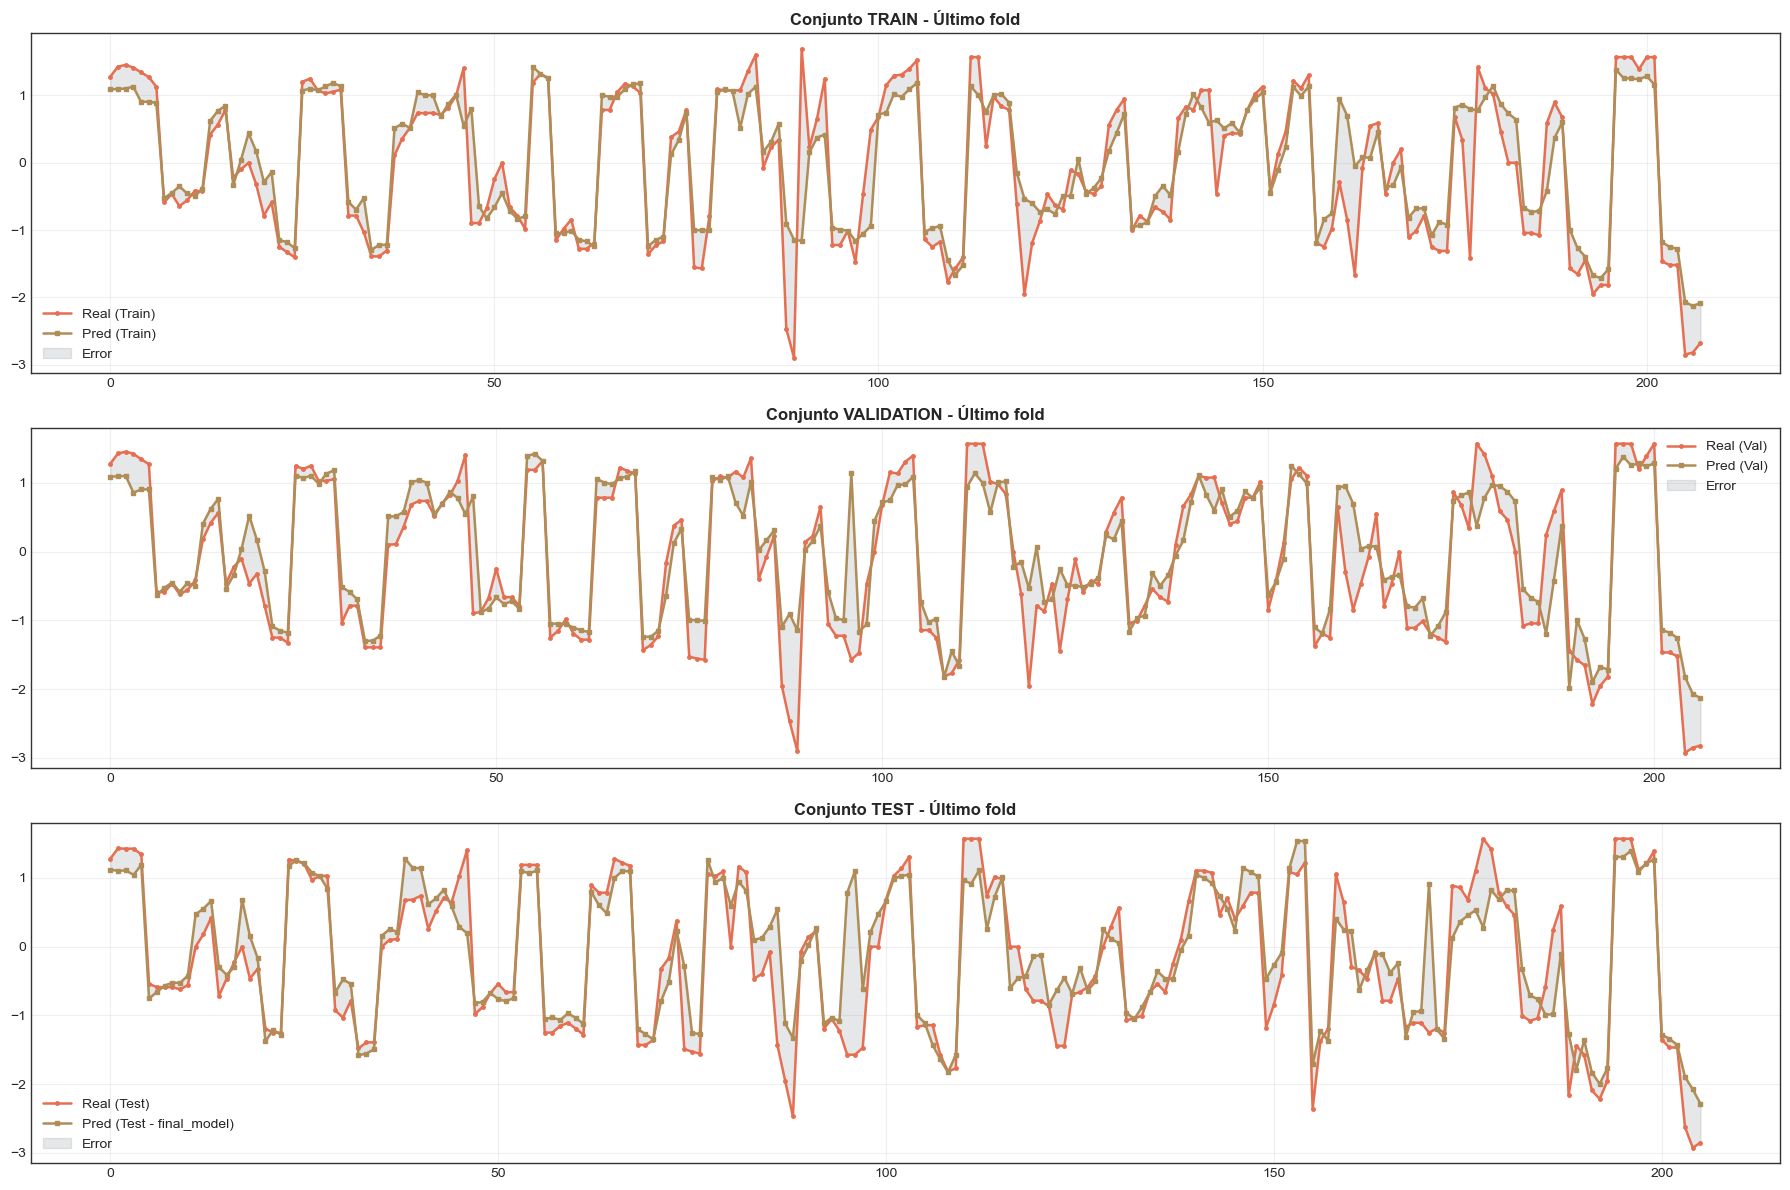 Conjunto TRAIN - Último fold
1
0
−1
−2
−3
Real (Train)
Pred (Train)
Error
0 50 100 150 200
Conjunto VALIDATION - Último fold
1
0
−1
−2
−3
Real (Val)
Pred (Val)
Error
0 50 100 150 200
Conjunto TEST - Último fold
1
0
−1
−2
−3
Real (Test)
Pred (Test - final_model)
Error
0 50 100 150 200